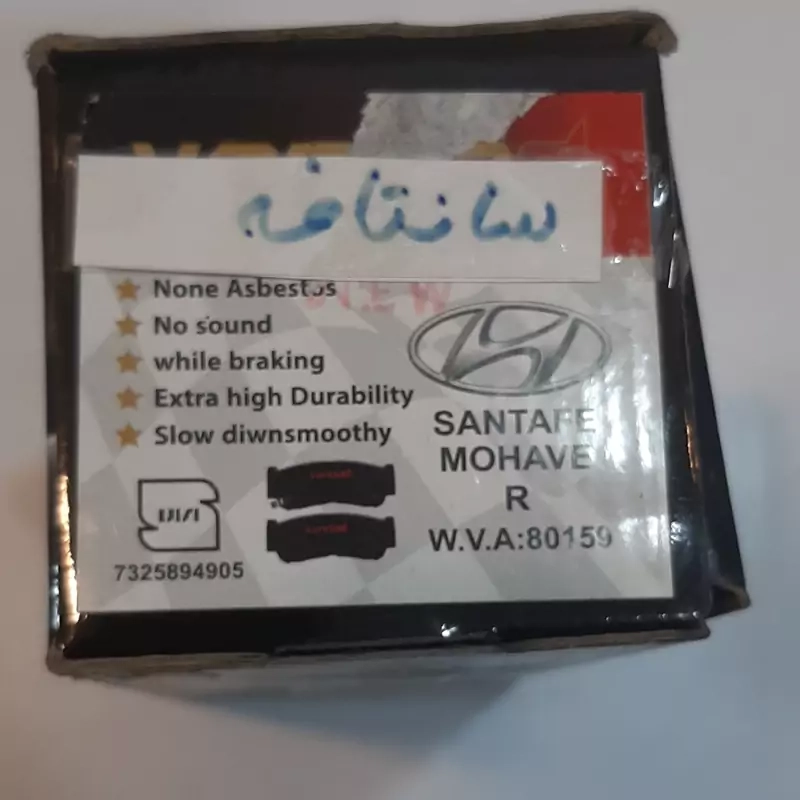 سانتافه
None Asbestos
No sound
while braking
Extra high Durability
Slow diwnsmoothy
SANTAFE
MOHAVE
R
W.V.A:80159
7325894905